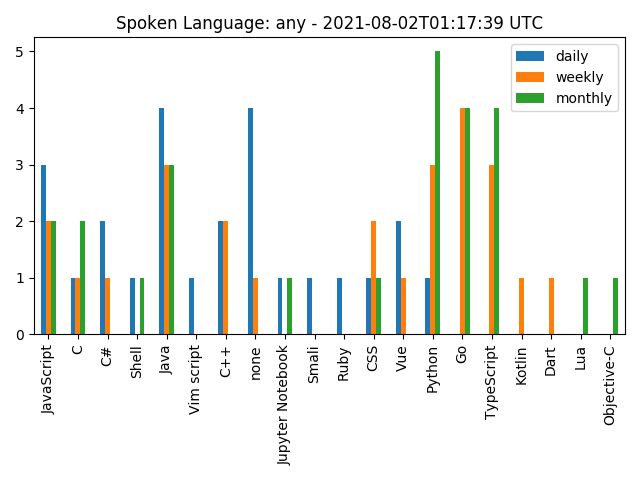 Spoken Language: any - 2021-08-02T01:17:39 UTC
daily
weekly
monthly
5
4
3
2
1
0
JavaScript
C
C#
Shell
Java
Vim script
C++
none
Jupyter Notebook
Smali
Ruby
CSS
Vue
Python
Go
TypeScript
Kotlin
Dart
Lua
Objective-C